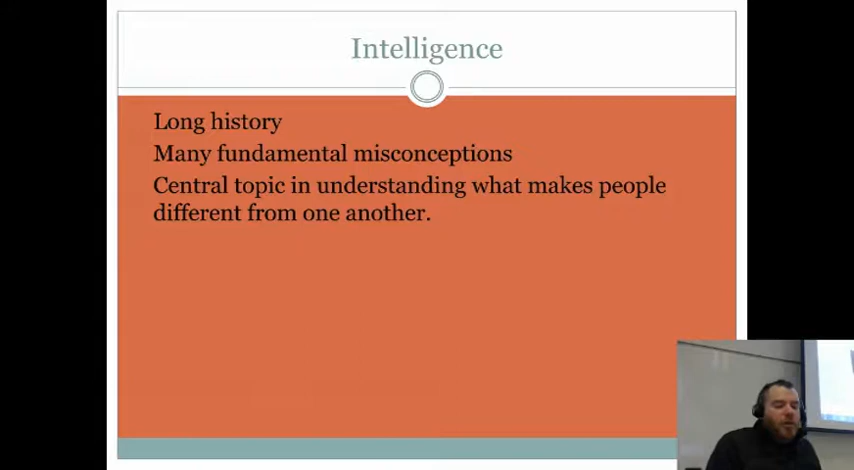 Intelligence
Long history
Many fundamental misconceptions
Central topic in understanding what makes people
different from one another.